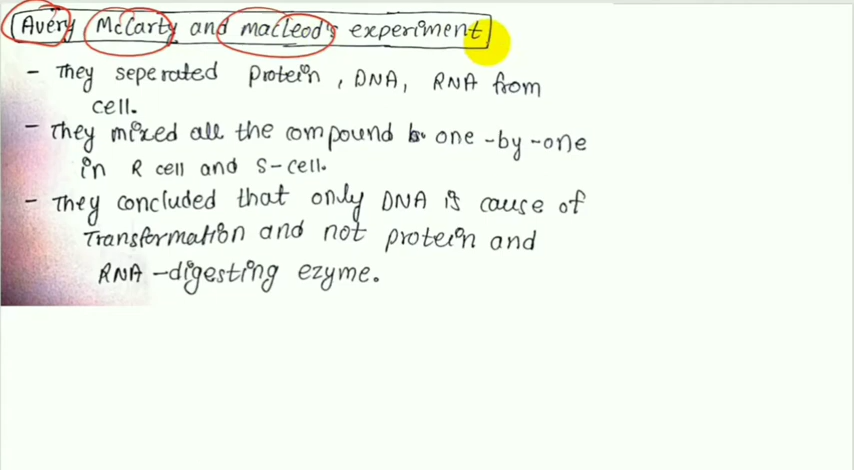 Avery McCarty and macleod's experiment
- They seperated Protein, DNA, RNA from
cell.
- They mixed all the compound one-by-one
in R cell and S-cell.
- They concluded that only DNA is cause of
Transformation and not protein and
RNA-digesting ezyme.